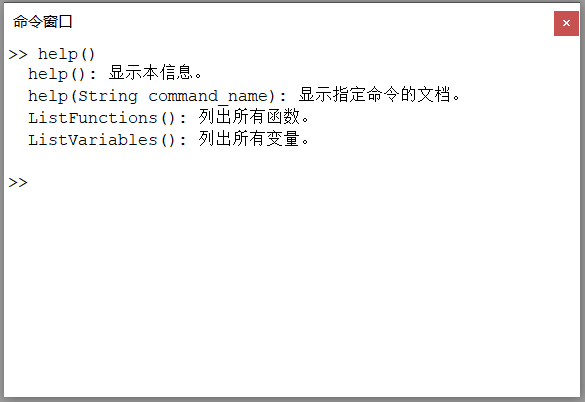 命令窗口
>> help()
help(): 显示本信息。
help(String command_name): 显示指定命令的文档。
ListFunctions(): 列出所有函数。
ListVariables(): 列出所有变量。
>>